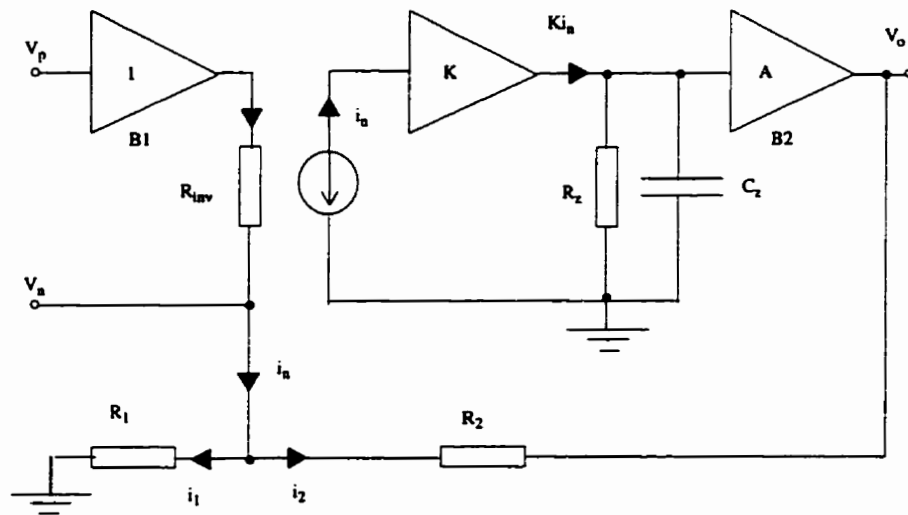 Ki_n
V_p
V_o
1
K
A
i_n
B1
B2
R_inv
R_z
C_z
V_n
i_n
R_1
R_2
i_1
i_2